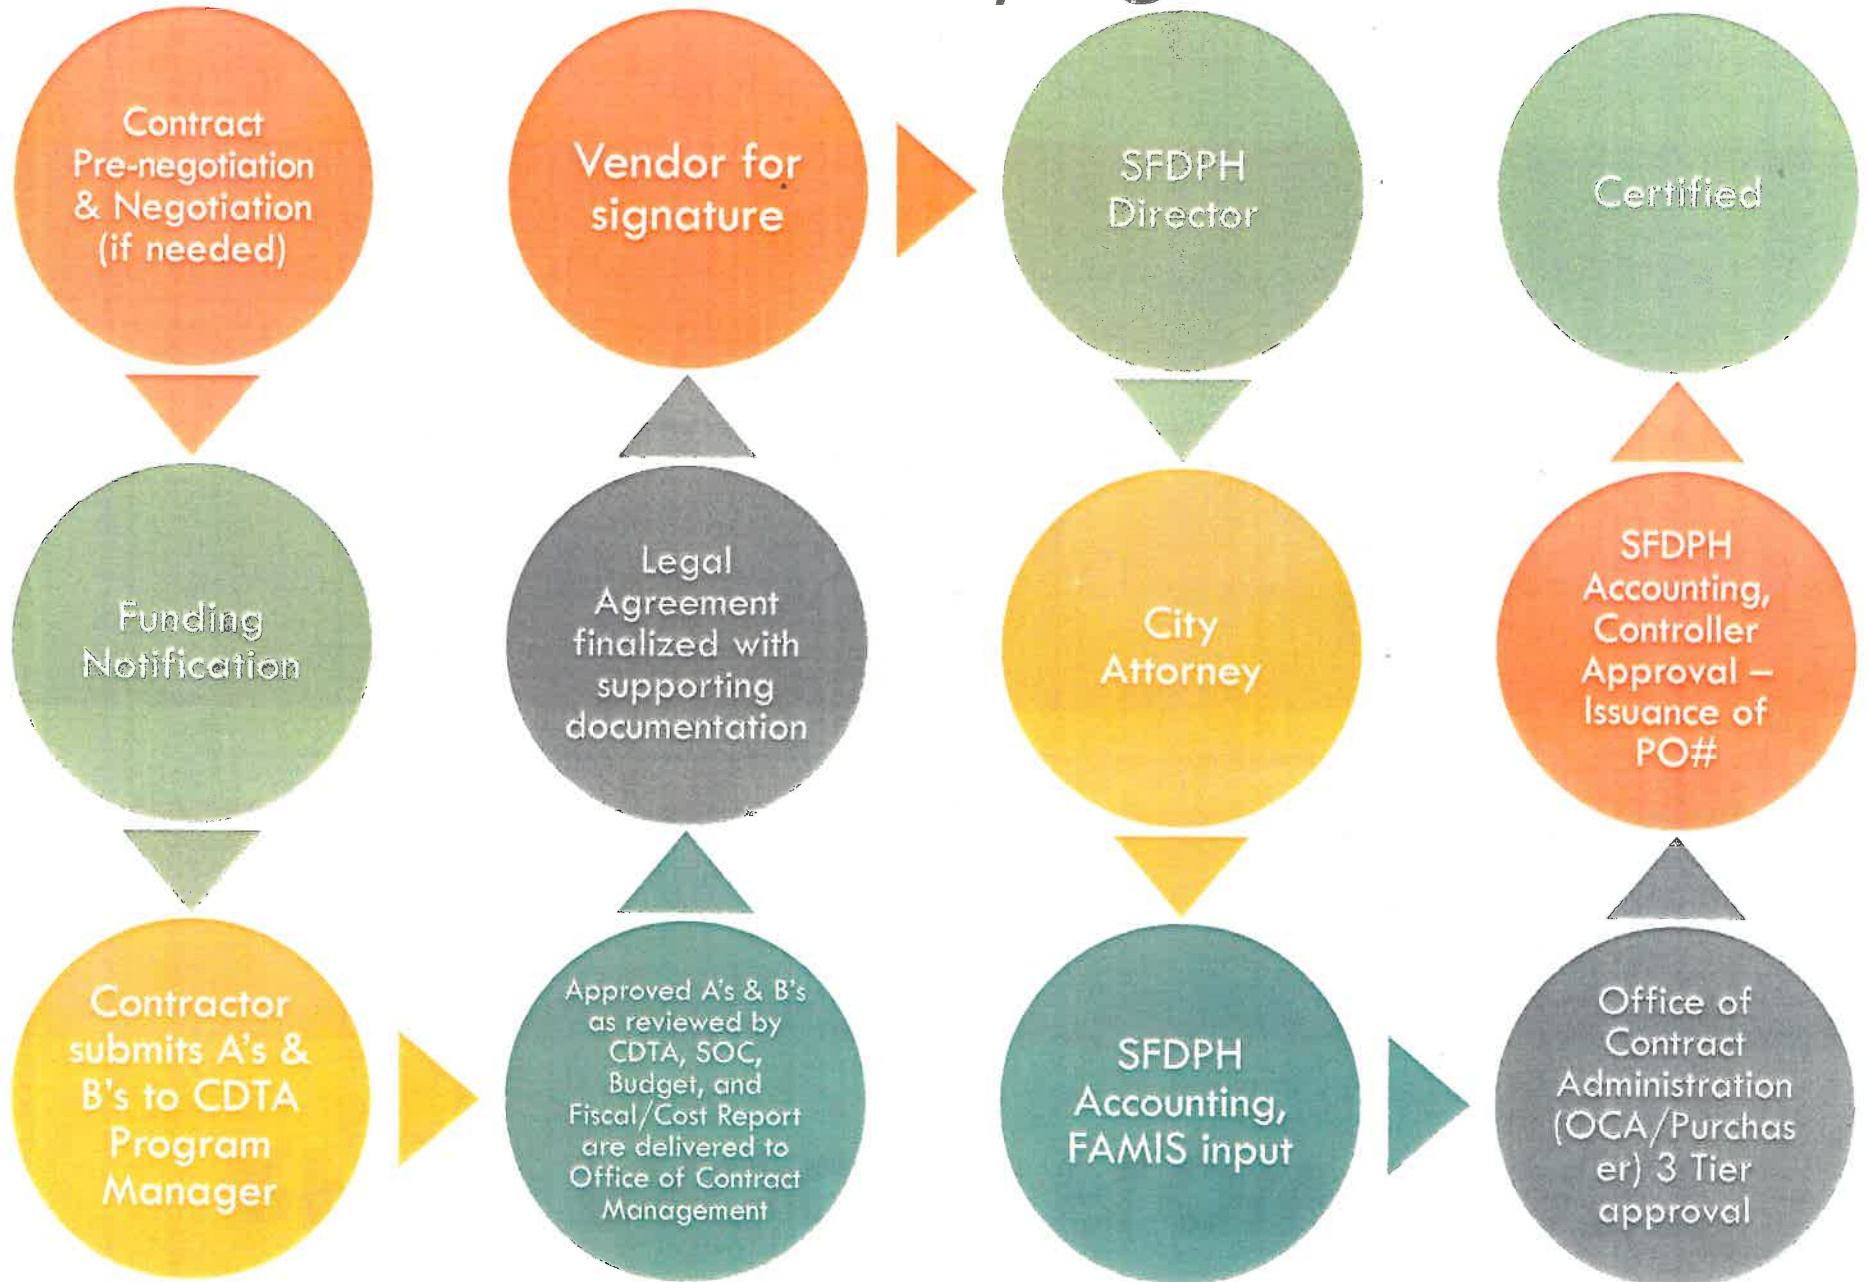 Contract
Pre-negotiation
& Negotiation
(if needed)
Funding
Notification
Contractor
submits A's &
B's to CDTA
Program
Manager
Approved A's & B's
as reviewed by
CDTA, SOC,
Budget, and
Fiscal/Cost Report
are delivered to
Office of Contract
Management
Legal
Agreement
finalized with
supporting
documentation
Vendor for
signature
SFDPH
Director
City
Attorney
SFDPH
Accounting,
FAMIS input
Office of
Contract
Administration
(OCA/Purchas
er) 3 Tier
approval
SFDPH
Accounting,
Controller
Approval –
Issuance of
PO#
Certified